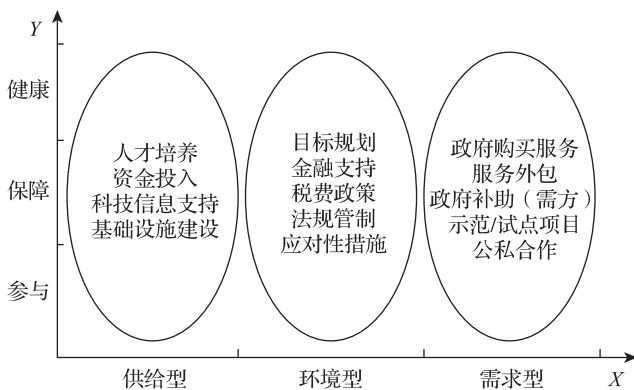 Y
健康
保障
参与
人才培养
资金投入
科技信息支持
基础设施建设
目标规划
金融支持
税费政策
法规管制
应对性措施
政府购买服务
服务外包
政府补助（需方）
示范/试点项目
公私合作
供给型
环境型
需求型
X